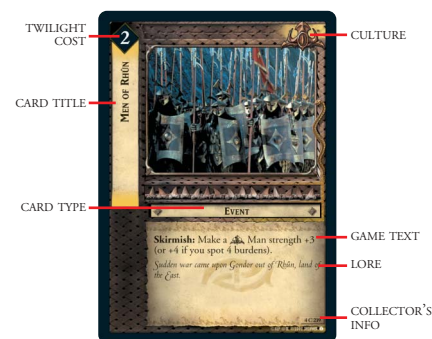 TWILIGHT
COST
2
CULTURE
MEN OF RHÛN
CARD TITLE
CARD TYPE
EVENT
Skirmish: Make a Man strength +3
(or +4 if you spot 4 burdens).
GAME TEXT
Sudden war came upon Gondor out of Rhûn, land of
the East.
LORE
COLLECTOR'S
INFO